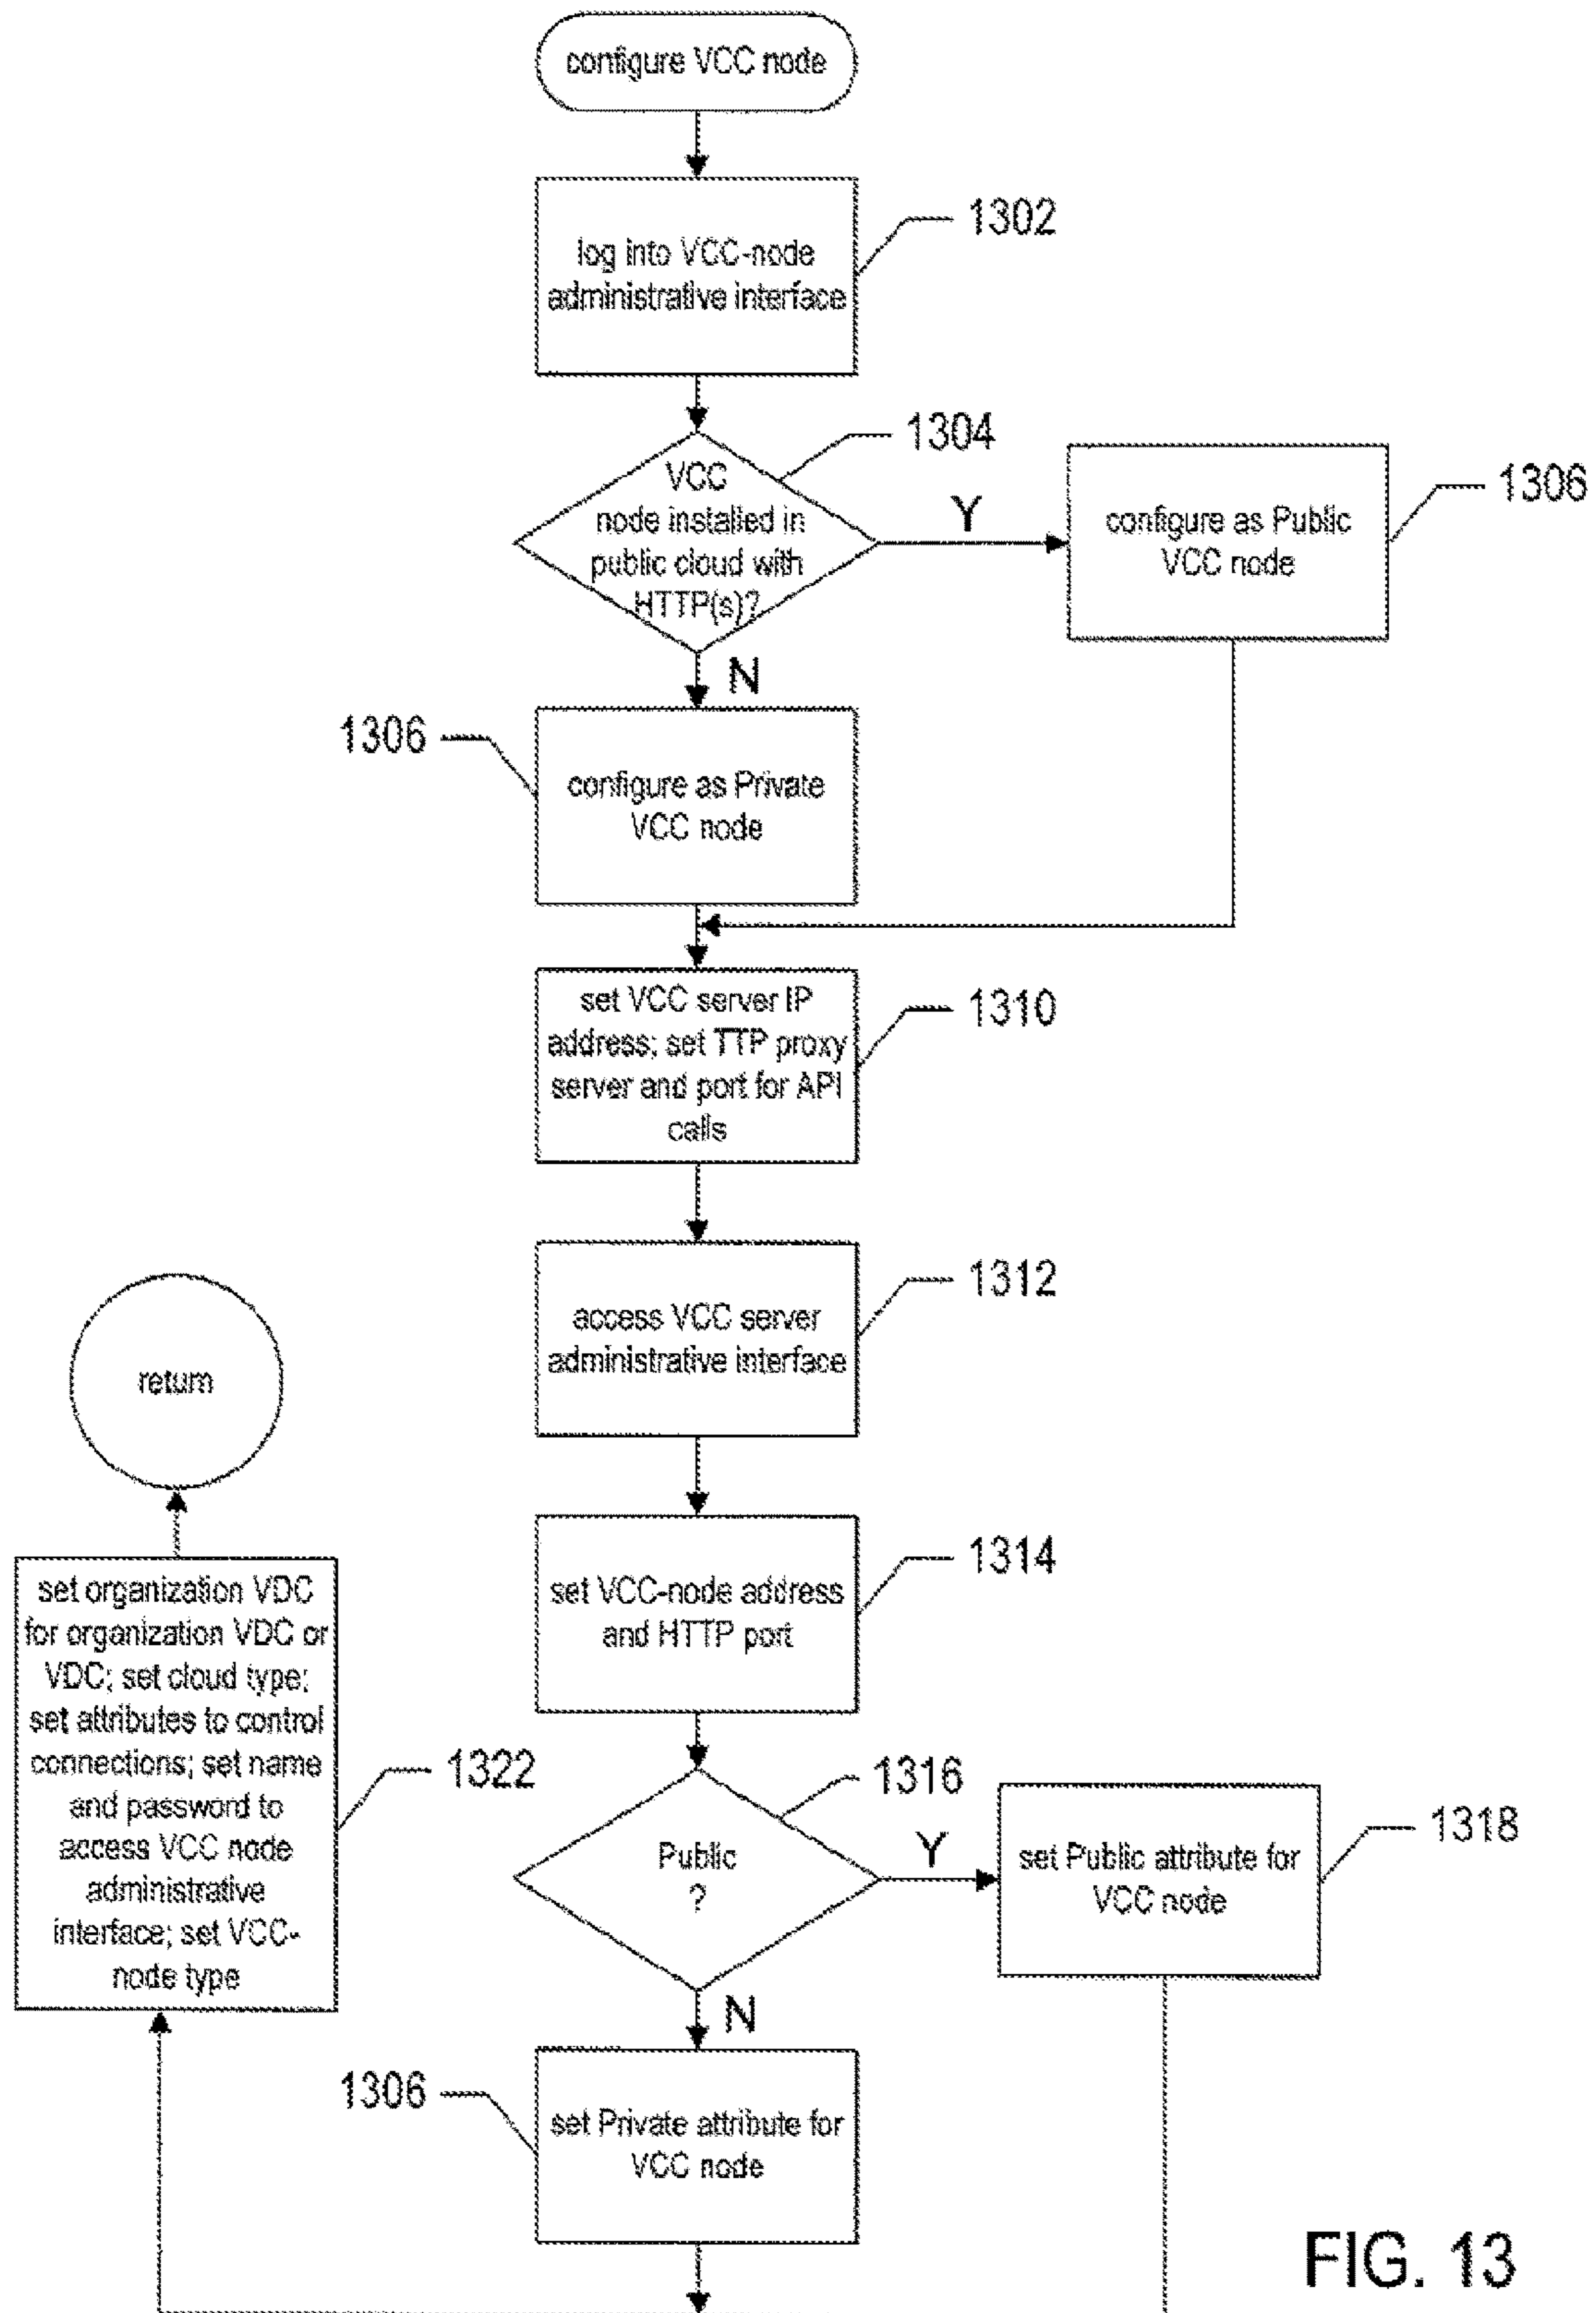 configure VCC node
log into VCC-node
administrative interface
1302
VCC
node installed in
public cloud with
HTTP(s)?
1304
Y
configure as Public
VCC node
1306
N
1306
configure as Private
VCC node
set VCC server IP
address; set TTP proxy
server and port for API
calls
1310
access VCC server
administrative interface
1312
return
set VCC-node address
and HTTP port
1314
set organization VDC
for organization VDC or
VDC; set cloud type;
set attributes to control
connections; set name
and password to
access VCC node
administrative
interface; set VCC-
node type
1322
Public
?
1316
Y
set Public attribute for
VCC node
1318
N
1306
set Private attribute for
VCC node
FIG. 13